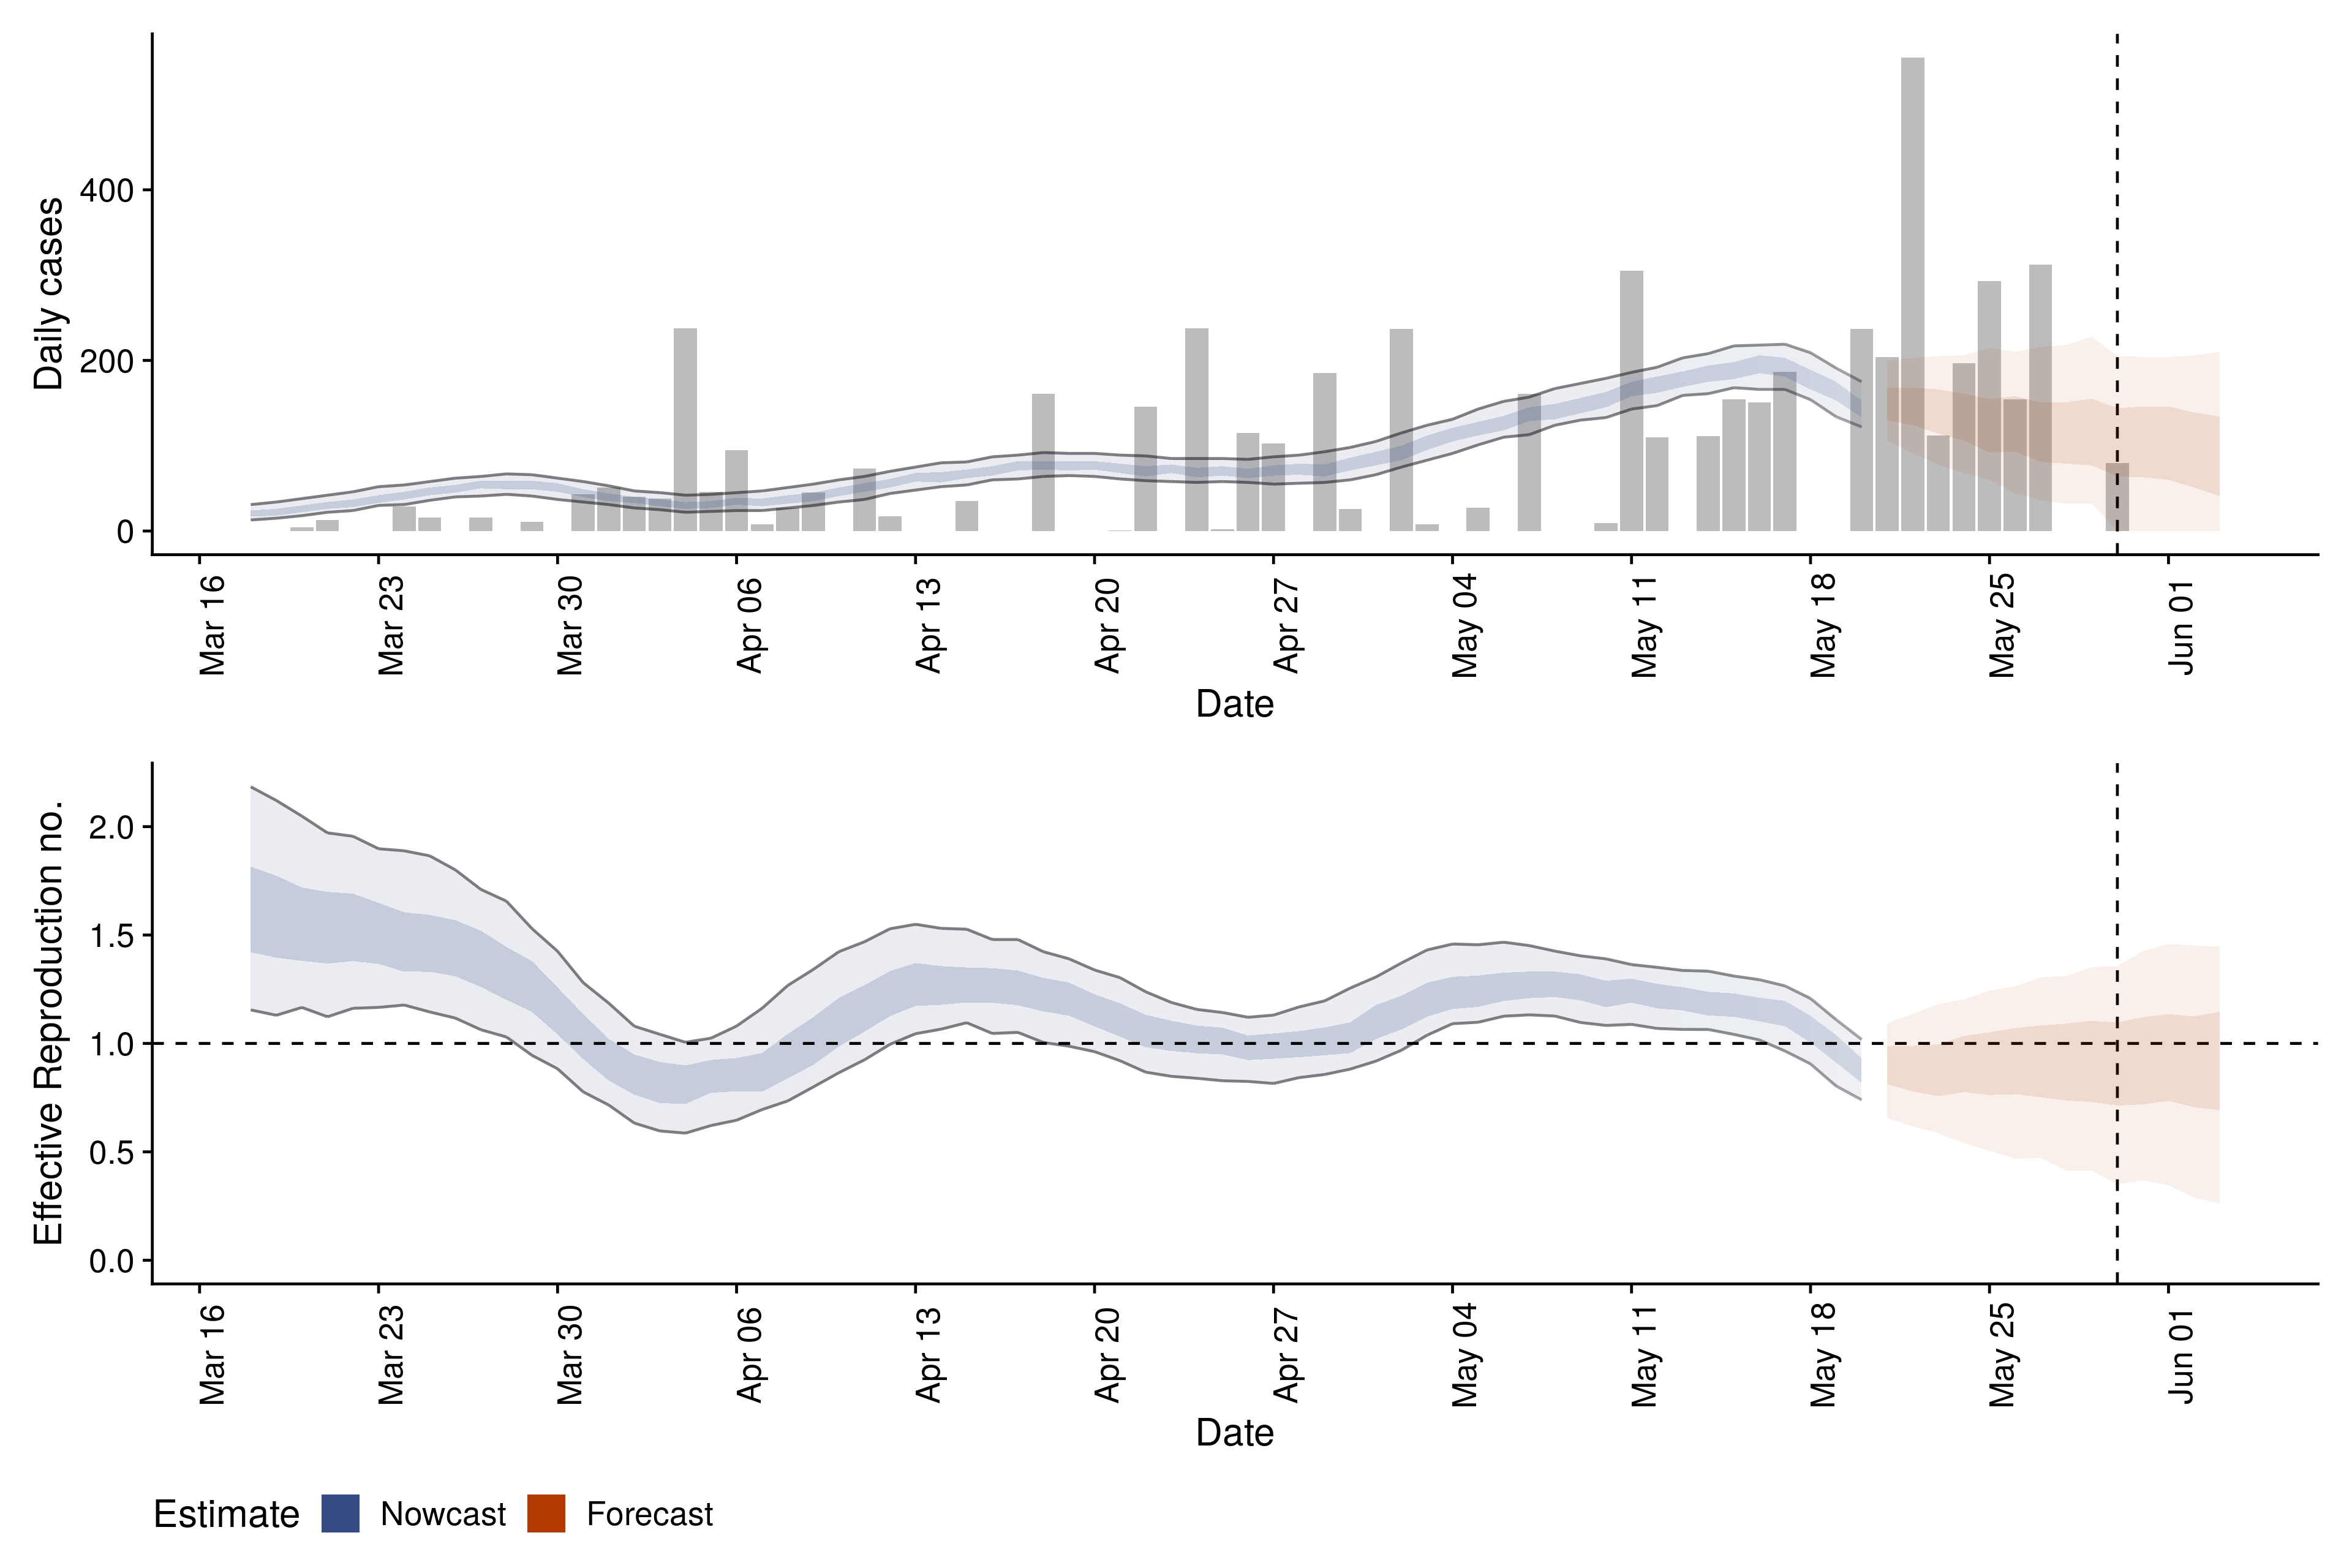 Daily cases
400
200
0
Mar 16 Mar 23 Mar 30 Apr 06 Apr 13 Apr 20 Apr 27 May 04 May 11 May 18 May 25 Jun 01
Date
Effective Reproduction no.
2.0
1.5
1.0
0.5
0.0
Mar 16 Mar 23 Mar 30 Apr 06 Apr 13 Apr 20 Apr 27 May 04 May 11 May 18 May 25 Jun 01
Date
Estimate Nowcast Forecast